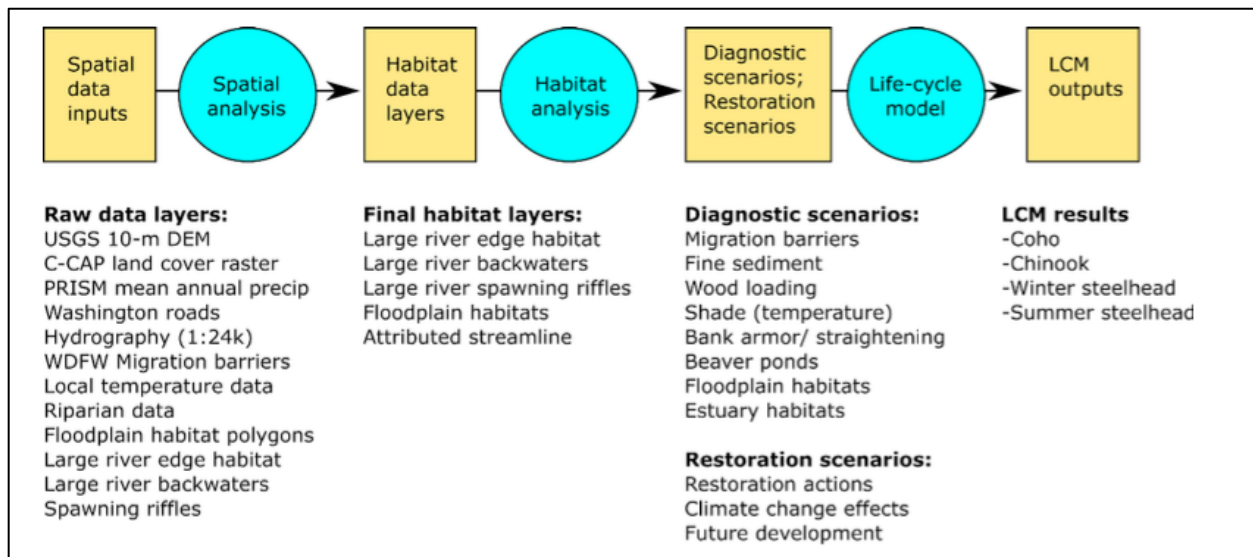 Spatial
data
inputs
Spatial
analysis
Habitat
data
layers
Habitat
analysis
Diagnostic
scenarios;
Restoration
scenarios
Life-cycle
model
LCM
outputs
Raw data layers:
USGS 10-m DEM
C-CAP land cover raster
PRISM mean annual precip
Washington roads
Hydrography (1:24k)
WDFW Migration barriers
Local temperature data
Riparian data
Floodplain habitat polygons
Large river edge habitat
Large river backwaters
Spawning riffles
Final habitat layers:
Large river edge habitat
Large river backwaters
Large river spawning riffles
Floodplain habitats
Attributed streamline
Diagnostic scenarios:
Migration barriers
Fine sediment
Wood loading
Shade (temperature)
Bank armor/ straightening
Beaver ponds
Floodplain habitats
Estuary habitats
Restoration scenarios:
Restoration actions
Climate change effects
Future development
LCM results
-Coho
-Chinook
-Winter steelhead
-Summer steelhead